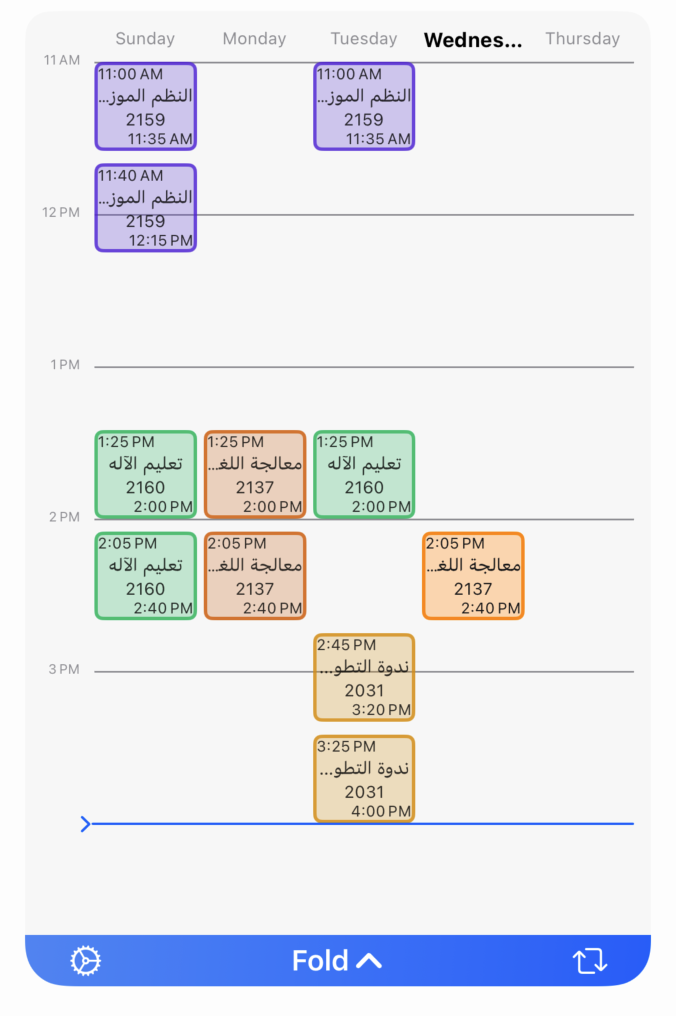 Sunday Monday Tuesday Wednes... Thursday
11 AM
11:00 AM
النظم الموز...
2159
11:35 AM
11:00 AM
النظم الموز...
2159
11:35 AM
11:40 AM
النظم الموز...
2159
12:15 PM
12 PM
1 PM
1:25 PM
تعليم الآله
2160
2:00 PM
1:25 PM
معالجة اللغـ...
2137
2:00 PM
1:25 PM
تعليم الآله
2160
2:00 PM
2 PM
2:05 PM
تعليم الآله
2160
2:40 PM
2:05 PM
معالجة اللغـ...
2137
2:40 PM
2:05 PM
معالجة اللغـ...
2137
2:40 PM
2:45 PM
ندوة التطو...
2031
3:20 PM
3 PM
3:25 PM
ندوة التطو...
2031
4:00 PM
Fold